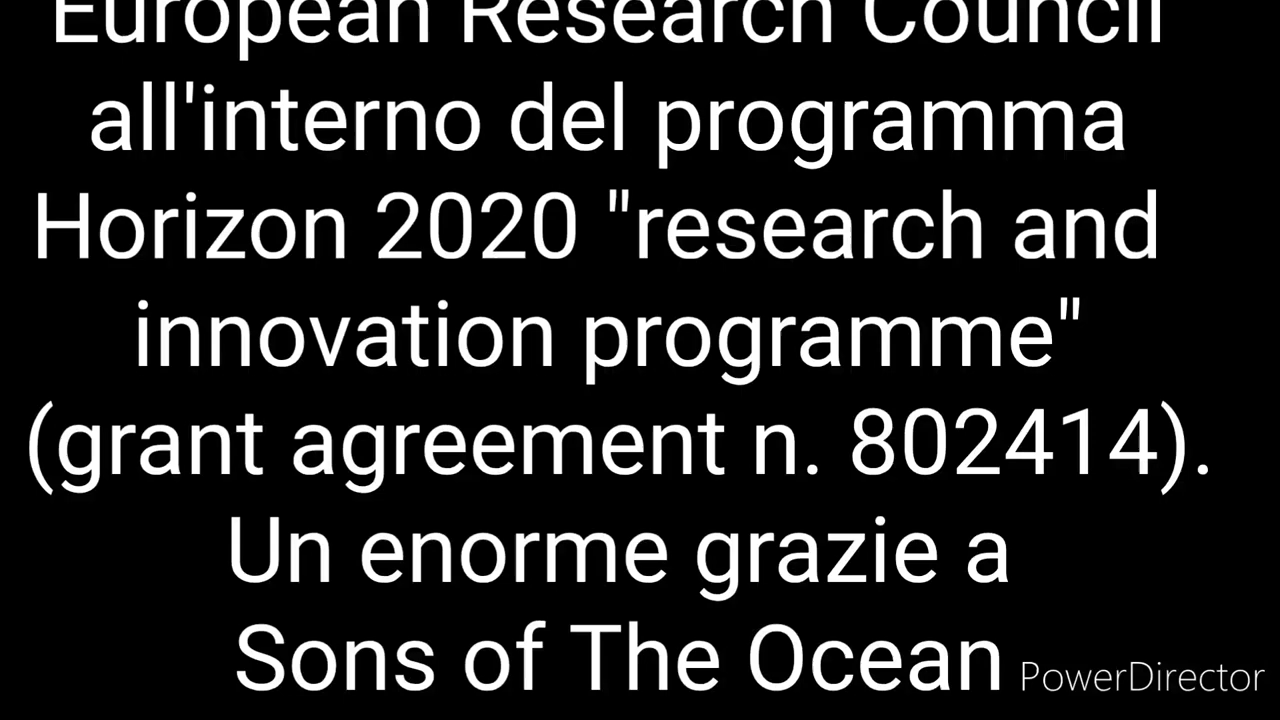 European Research Council
all'interno del programma
Horizon 2020 "research and
innovation programme"
(grant agreement n. 802414).
Un enorme grazie a
Sons of The Ocean
PowerDirector